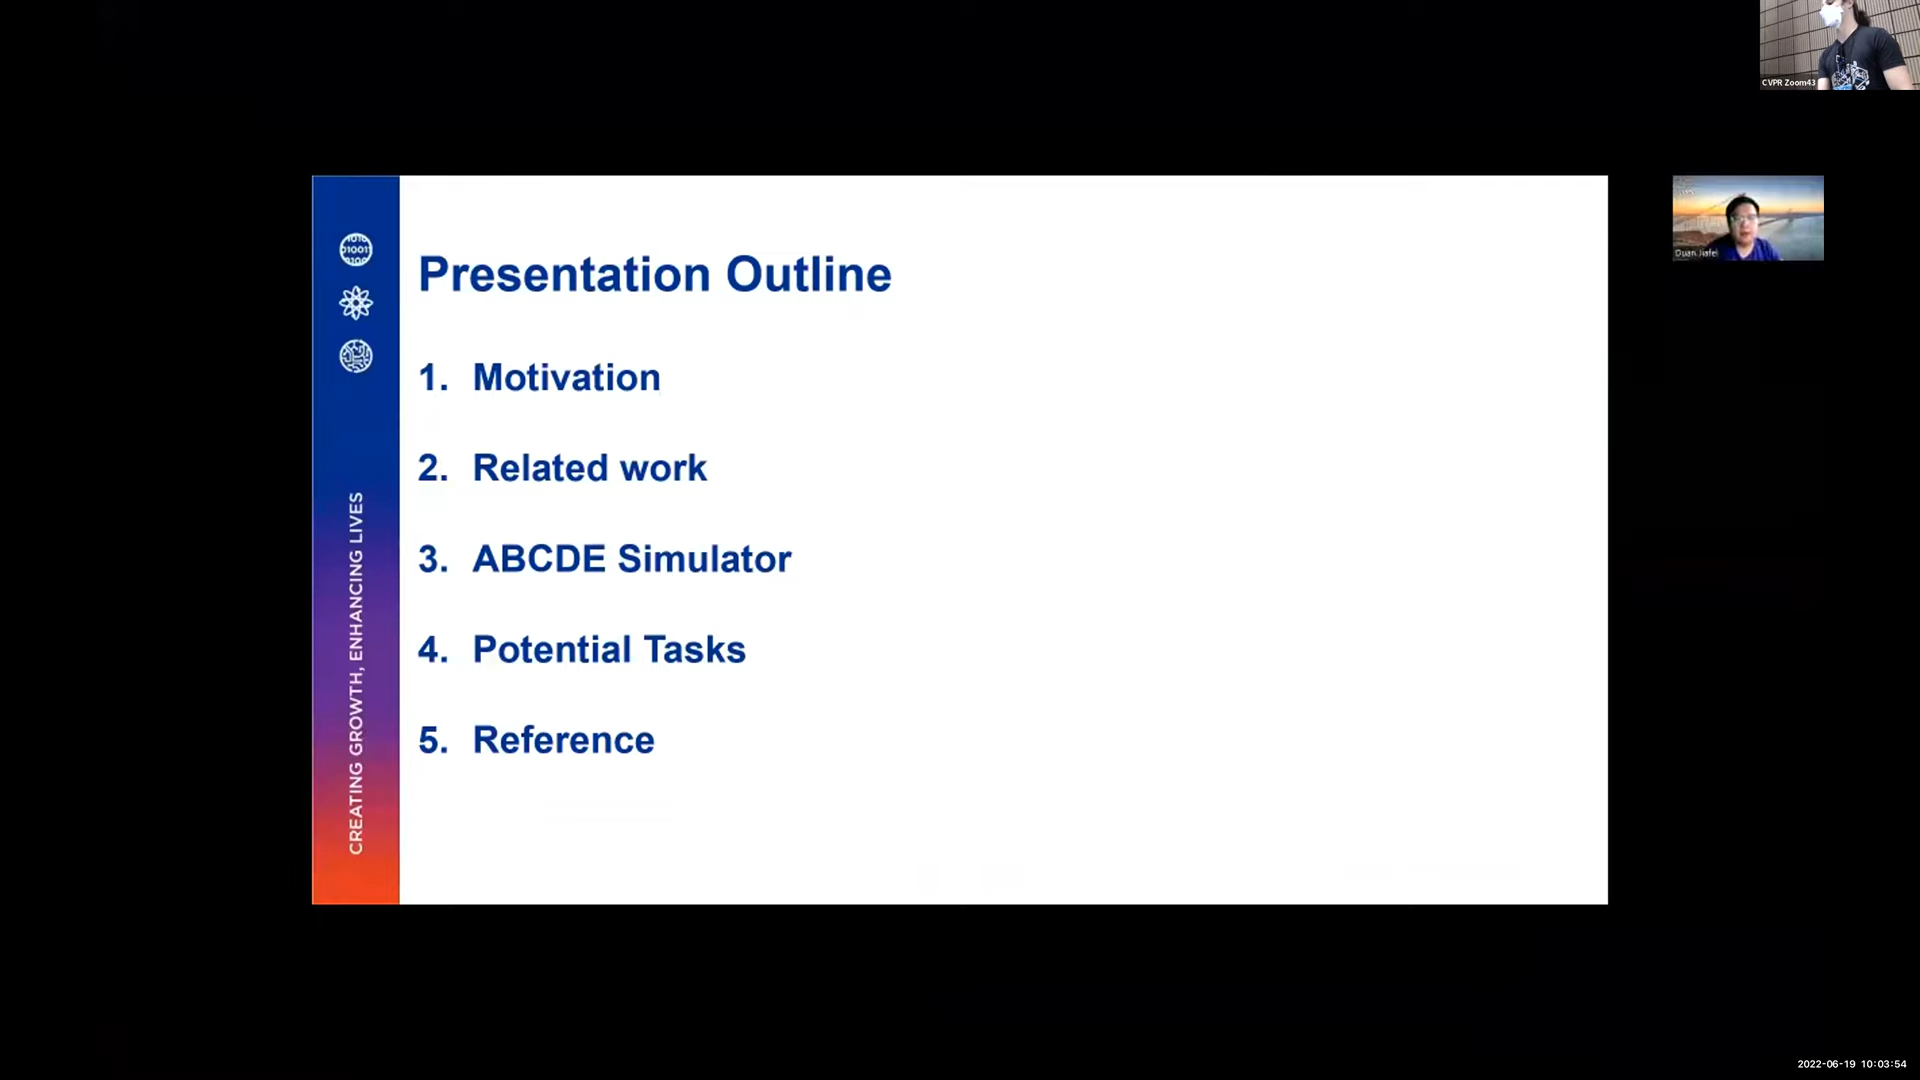 CVPR Zoom43
Duan Jiafei
Presentation Outline
1. Motivation
2. Related work
3. ABCDE Simulator
4. Potential Tasks
5. Reference
CREATING GROWTH, ENHANCING LIVES
2022-06-19 10:03:54